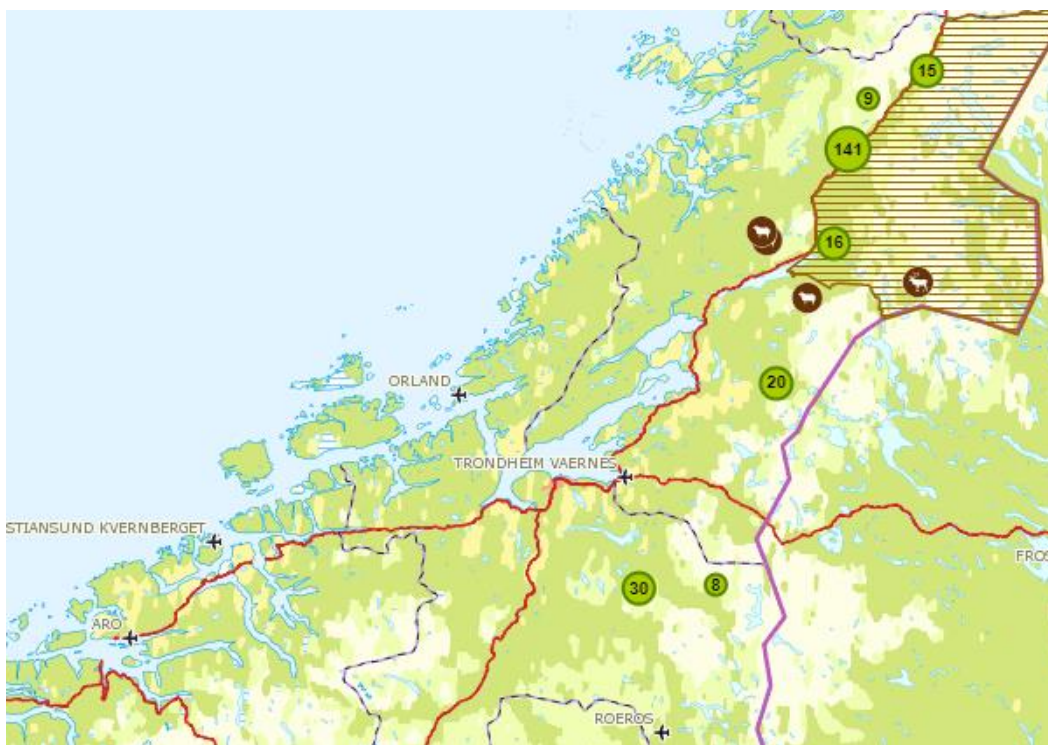 15
9
141
16
20
ORLAND
TRONDHEIM VAERNES
STIANSUND KVERNBERGET
FROS
30
8
ARO
ROEROS